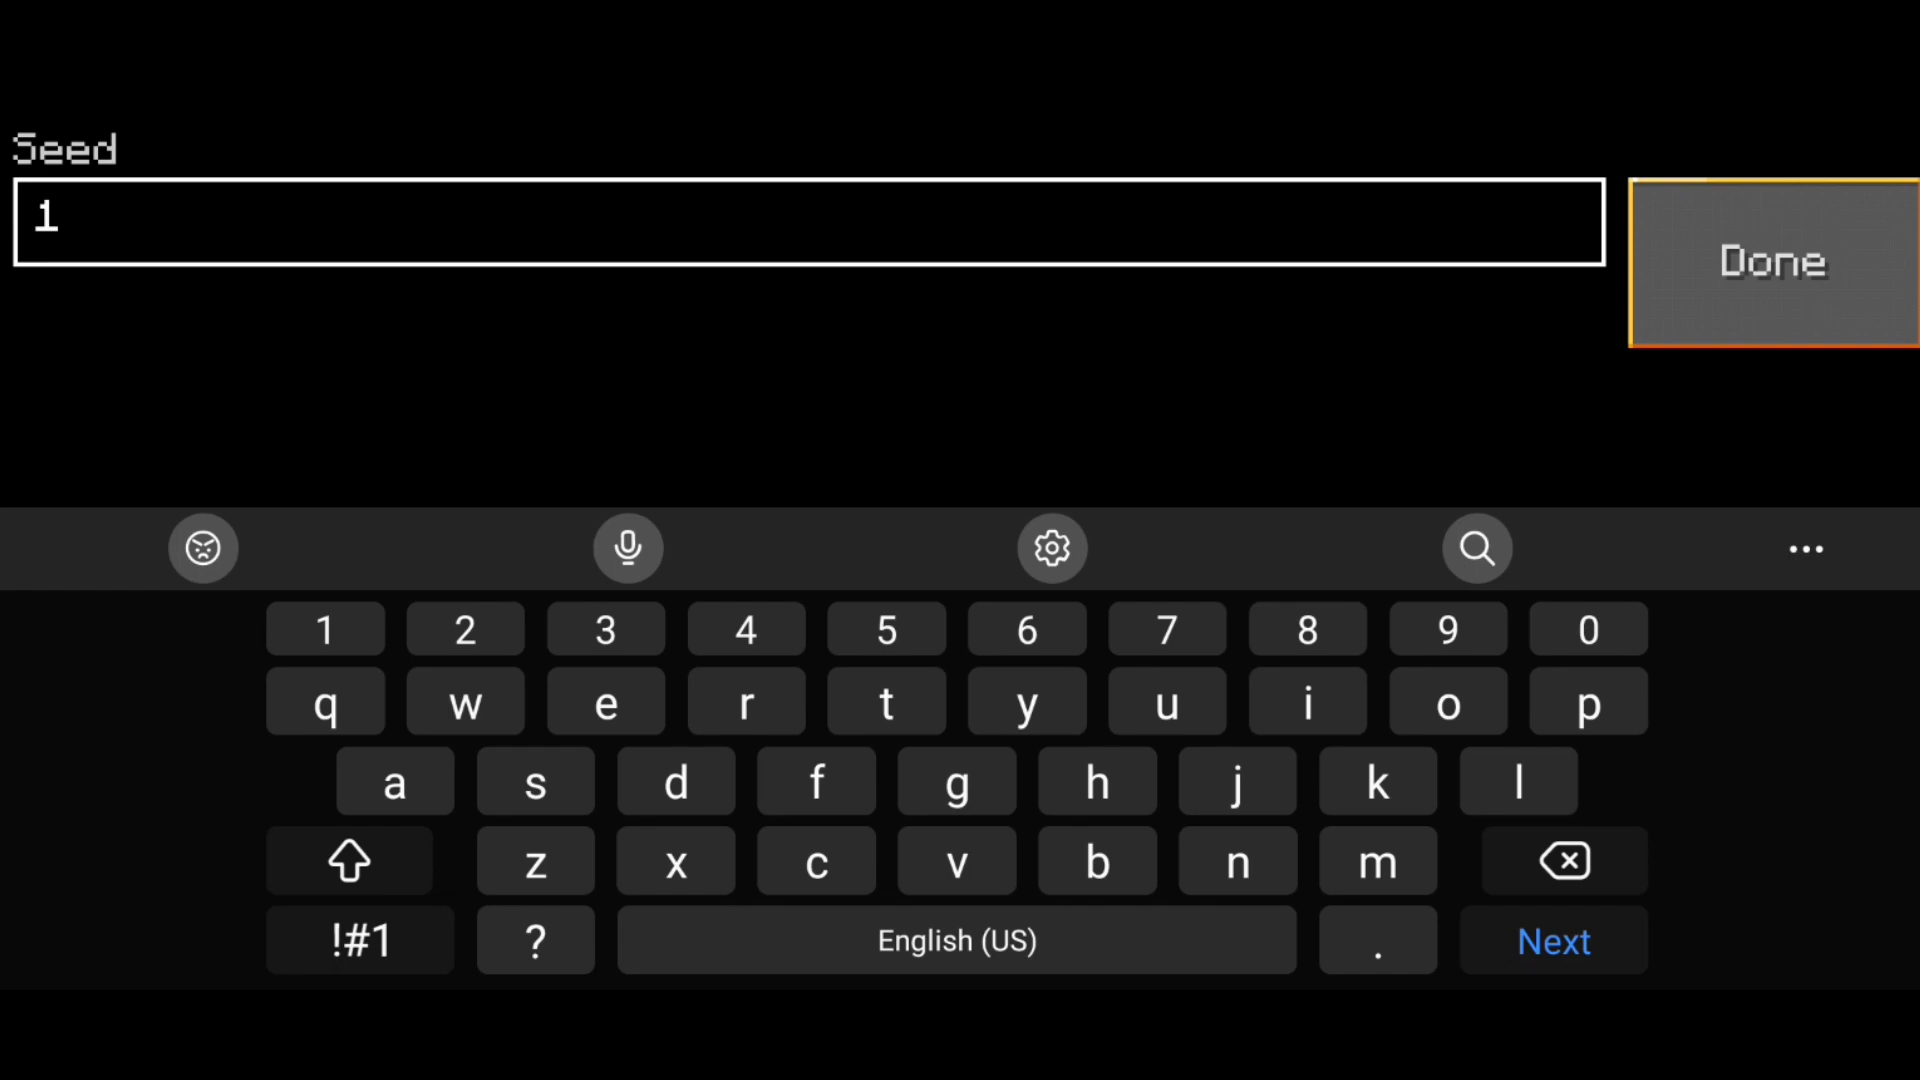 Seed
1
Done
1 2 3 4 5 6 7 8 9 0
q w e r t y u i o p
a s d f g h j k l
z x c v b n m
!#1 ? English (US) . Next